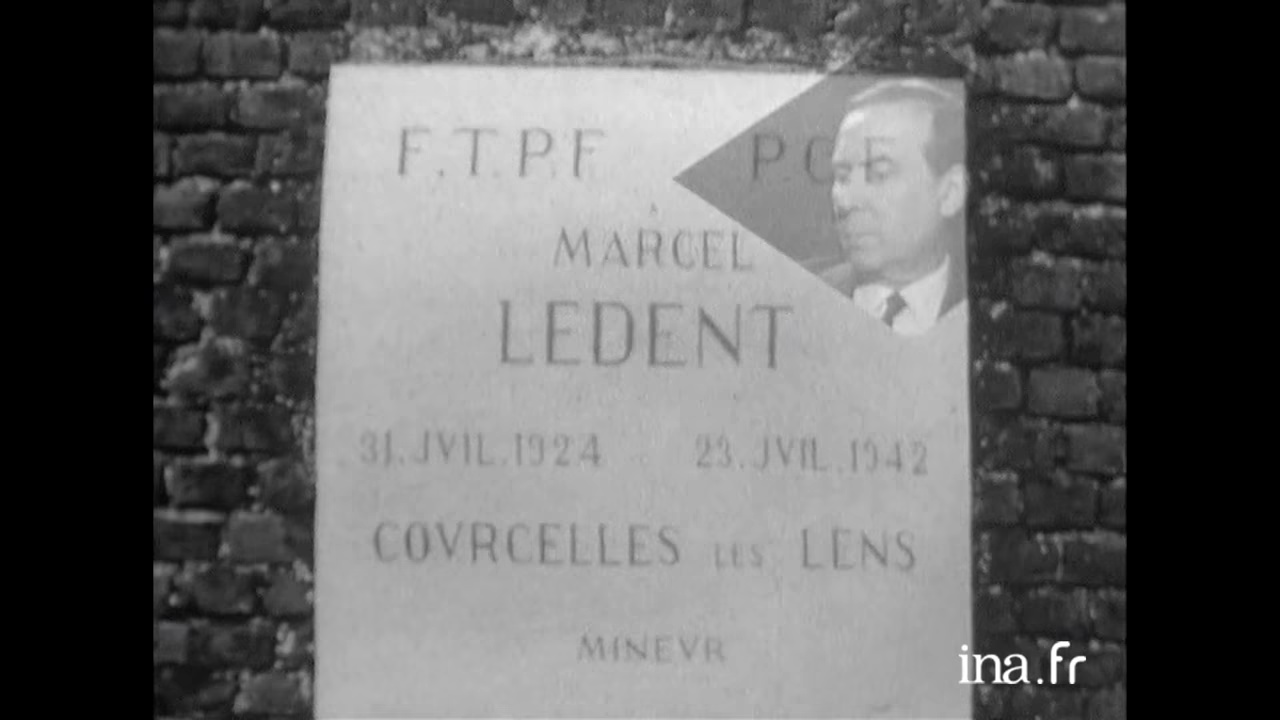 F.T.P.F P.C.F
A
MARCEL
LEDENT
31.JVIL.1924 23.JVIL.1942
COVRCELLES LES LENS
MINEVR
ina.fr